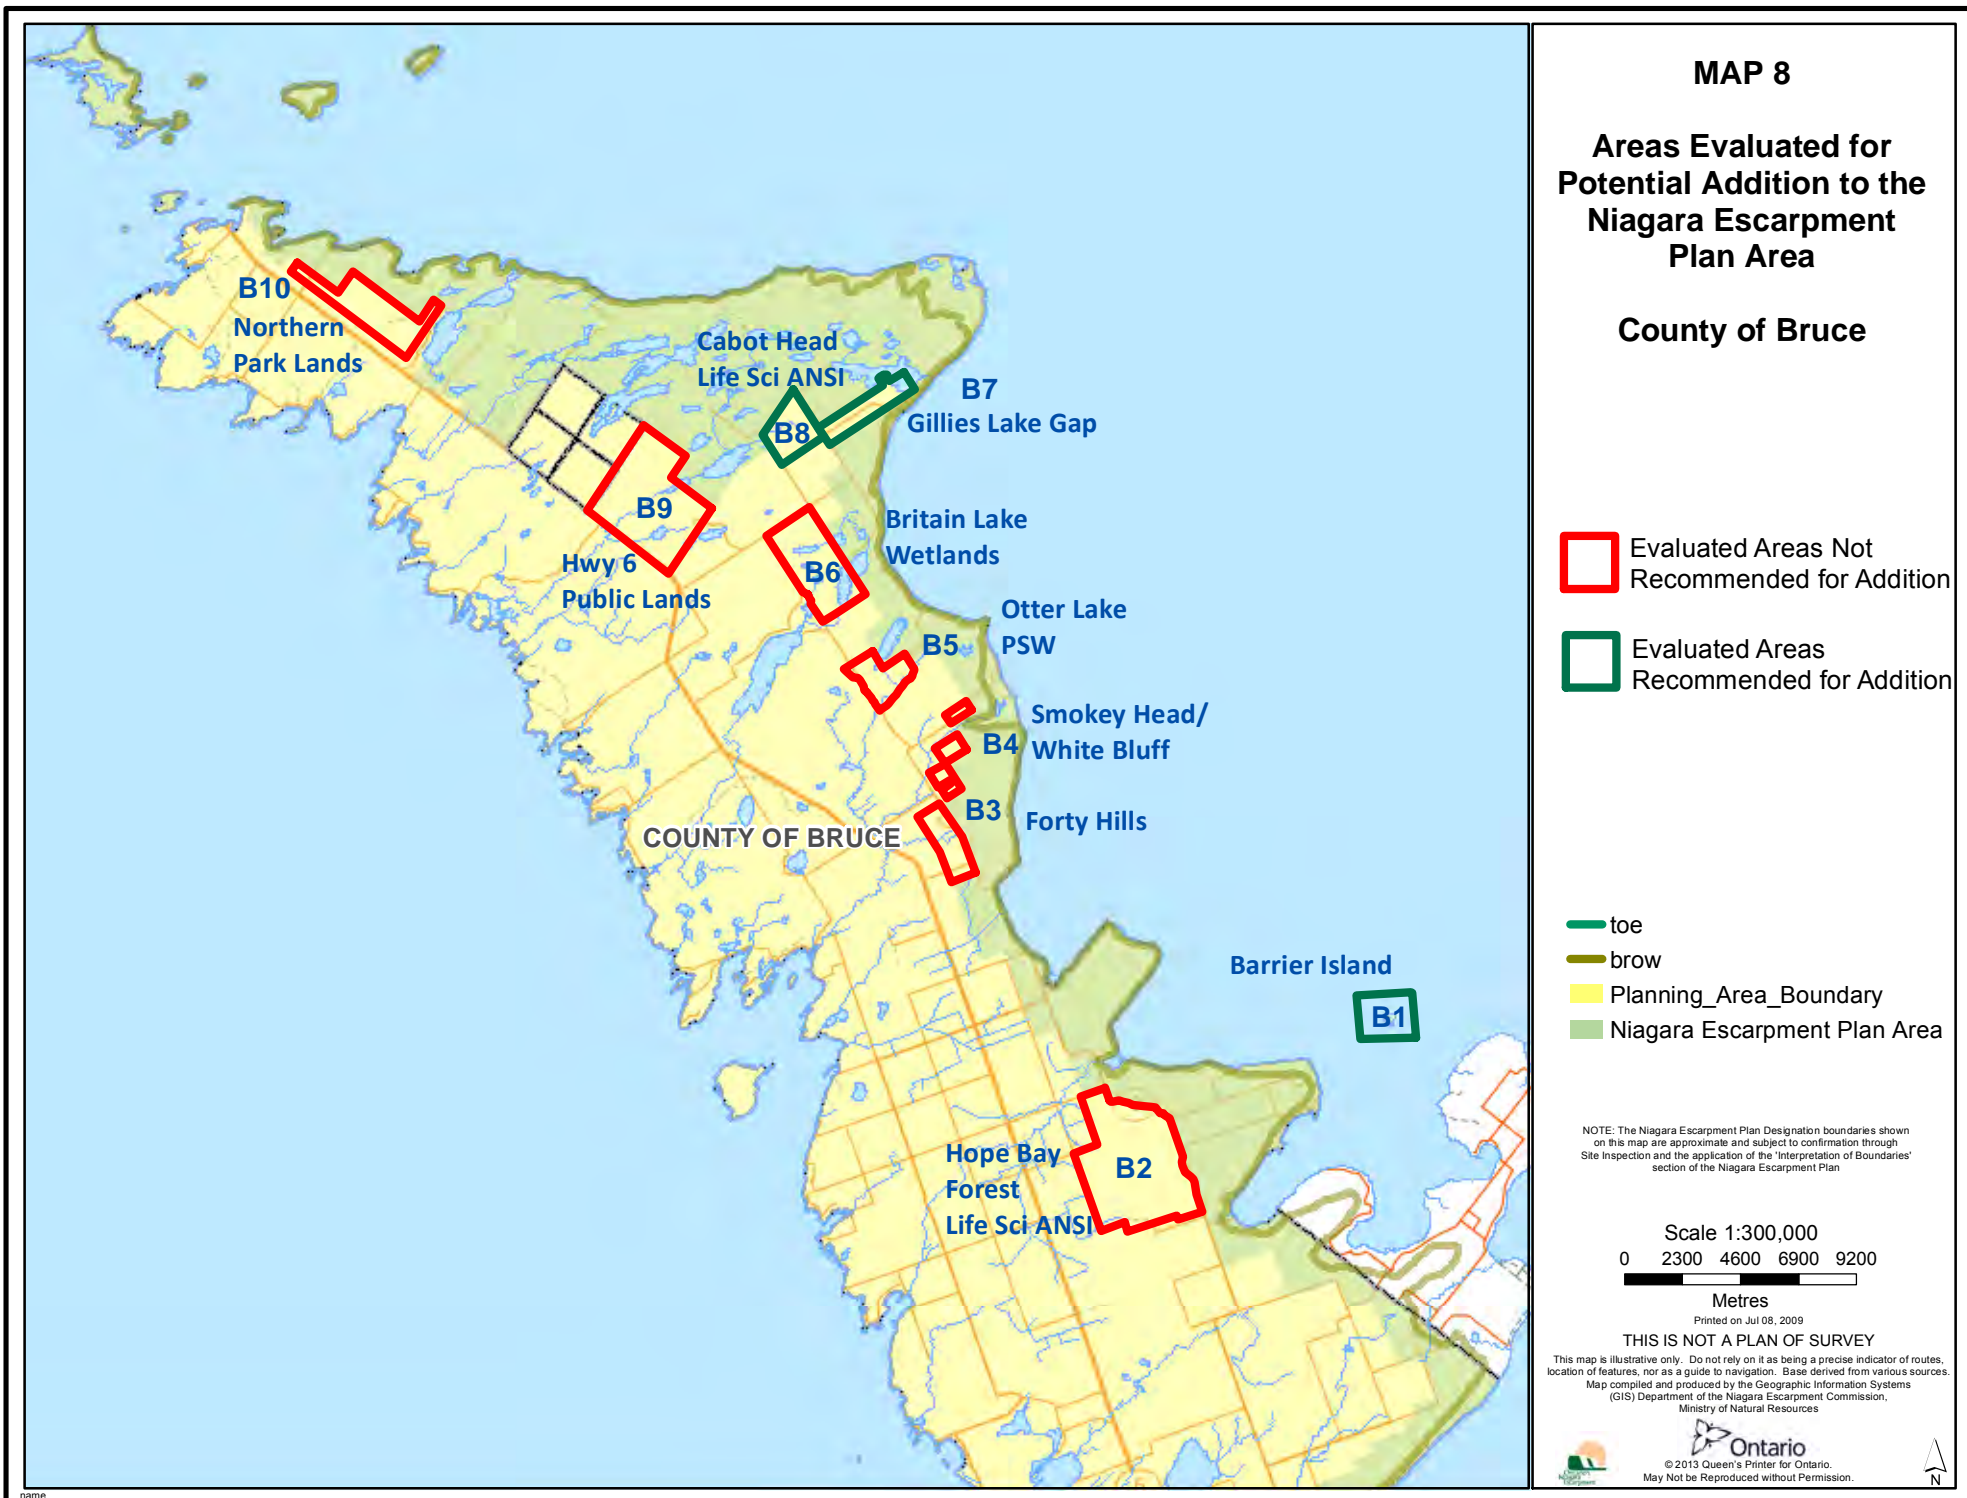 MAP 8
Areas Evaluated for
Potential Addition to the
Niagara Escarpment
Plan Area
County of Bruce
Evaluated Areas Not
Recommended for Addition
Evaluated Areas
Recommended for Addition
toe
brow
Planning_Area_Boundary
Niagara Escarpment Plan Area
NOTE: The Niagara Escarpment Plan Designation boundaries shown
on this map are approximate and subject to confirmation through
Site Inspection and the application of the 'Interpretation of Boundaries'
section of the Niagara Escarpment Plan
Scale 1:300,000
0 2300 4600 6900 9200
Metres
Printed on Jul 08, 2009
THIS IS NOT A PLAN OF SURVEY
This map is illustrative only. Do not rely on it as being a precise indicator of routes,
location of features, nor as a guide to navigation. Base derived from various sources.
Map compiled and produced by the Geographic Information Systems
(GIS) Department of the Niagara Escarpment Commission,
Ministry of Natural Resources
Ontario
© 2013 Queen's Printer for Ontario.
May Not be Reproduced without Permission.
N
B10
Northern
Park Lands
Cabot Head
Life Sci ANSI
B7
Gillies Lake Gap
B8
B9
Hwy 6
Public Lands
Britain Lake
Wetlands
B6
Otter Lake
PSW
B5
Smokey Head/
White Bluff
B4
B3
Forty Hills
COUNTY OF BRUCE
Barrier Island
B1
Hope Bay
Forest
Life Sci ANSI
B2
name